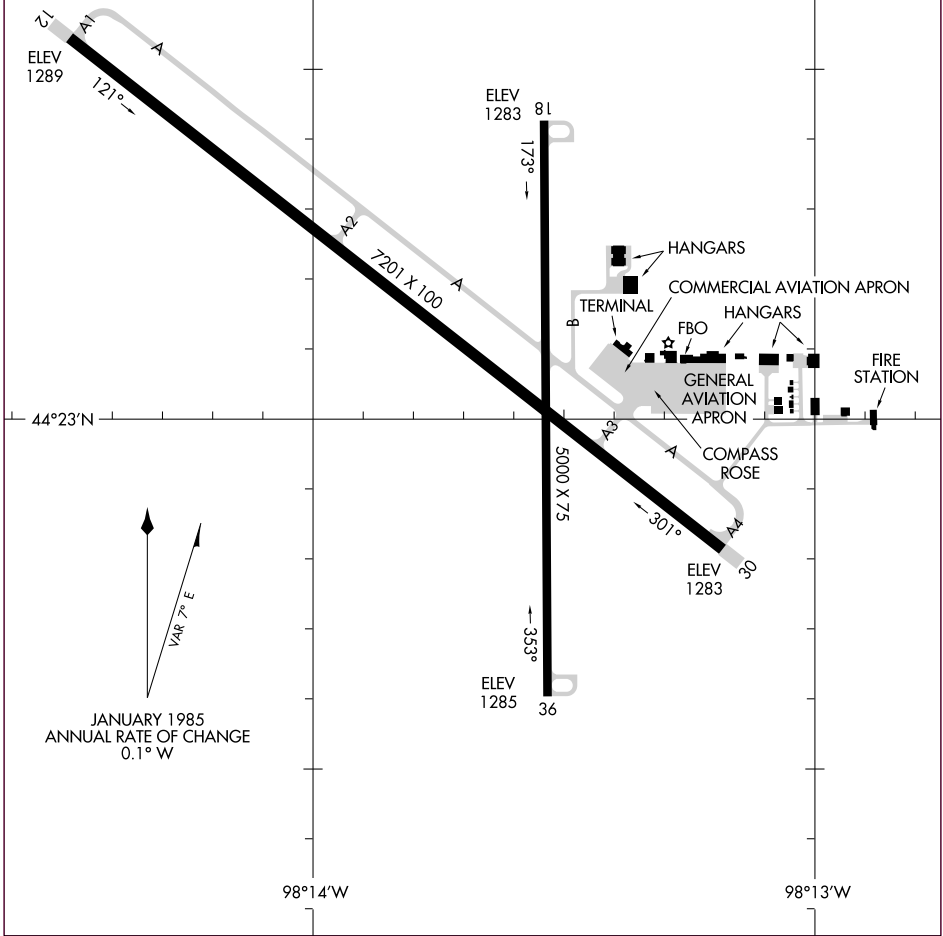 12
A1
A
ELEV
1289
121°
ELEV
1283
18
173°
A2
7201 X 100
A
HANGARS
COMMERCIAL AVIATION APRON
TERMINAL
HANGARS
B
FBO
FIRE
STATION
GENERAL
AVIATION
APRON
44°23'N
A3
A
COMPASS
ROSE
5000 X 75
301°
A4
30
ELEV
1283
VAR 7° E
353°
ELEV
1285
36
JANUARY 1985
ANNUAL RATE OF CHANGE
0.1° W
98°14'W
98°13'W